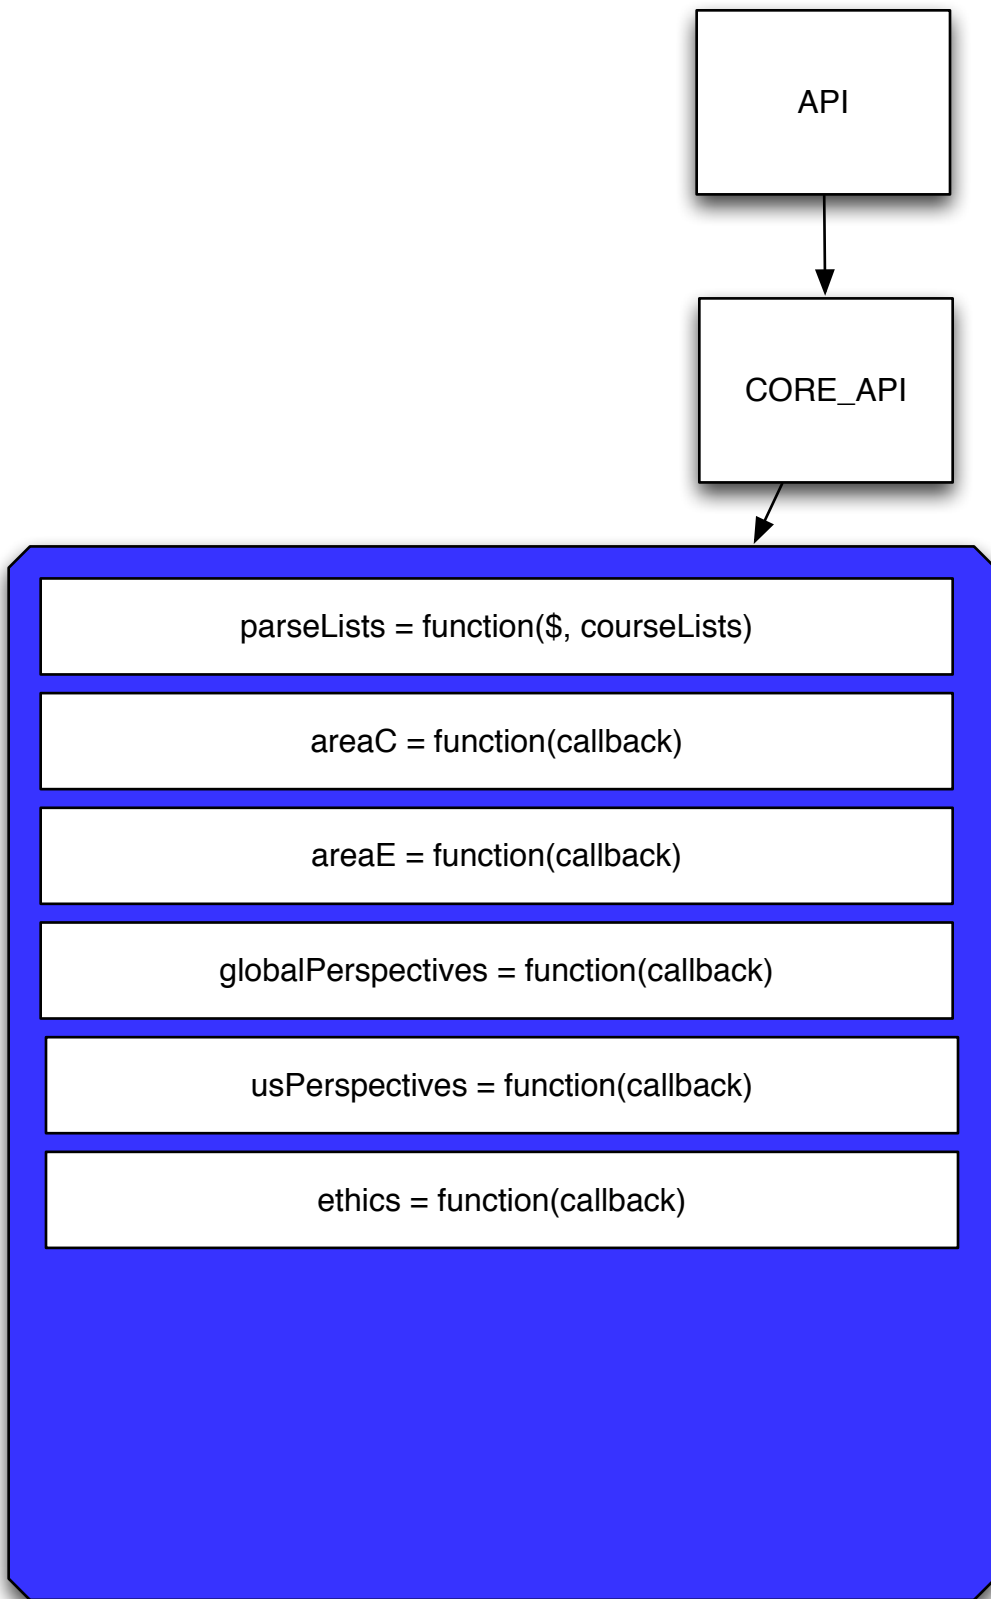 API
CORE_API
parseLists = function($, courseLists)
areaC = function(callback)
areaE = function(callback)
globalPerspectives = function(callback)
usPerspectives = function(callback)
ethics = function(callback)